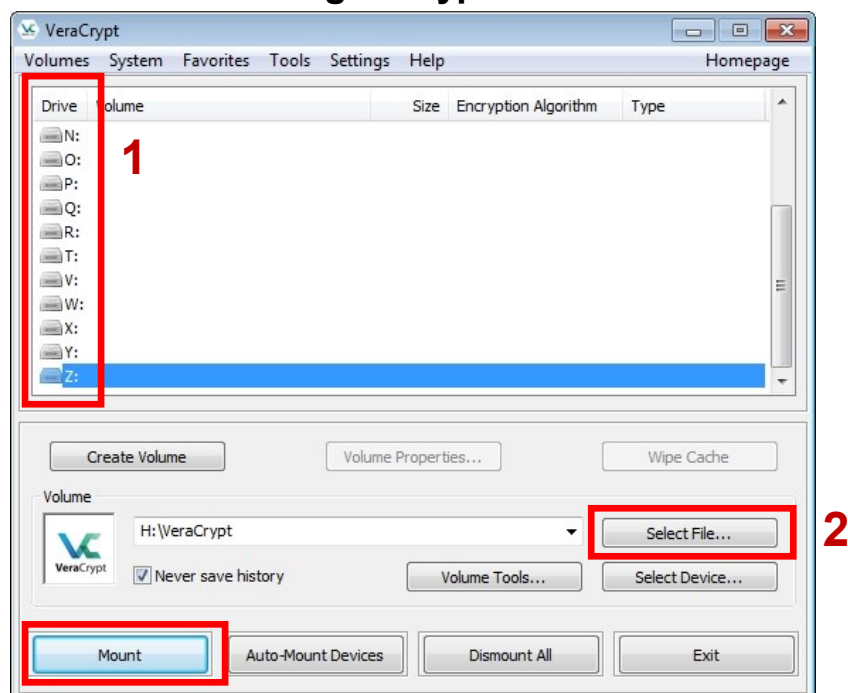 VeraCrypt
Volumes System Favorites Tools Settings Help Homepage
Drive Volume Size Encryption Algorithm Type
N:
O:
1
P:
Q:
R:
T:
V:
W:
X:
Y:
Z:
Create Volume Volume Properties... Wipe Cache
Volume
H:\VeraCrypt Select File... 2
VeraCrypt Never save history Volume Tools... Select Device...
Mount Auto-Mount Devices Dismount All Exit